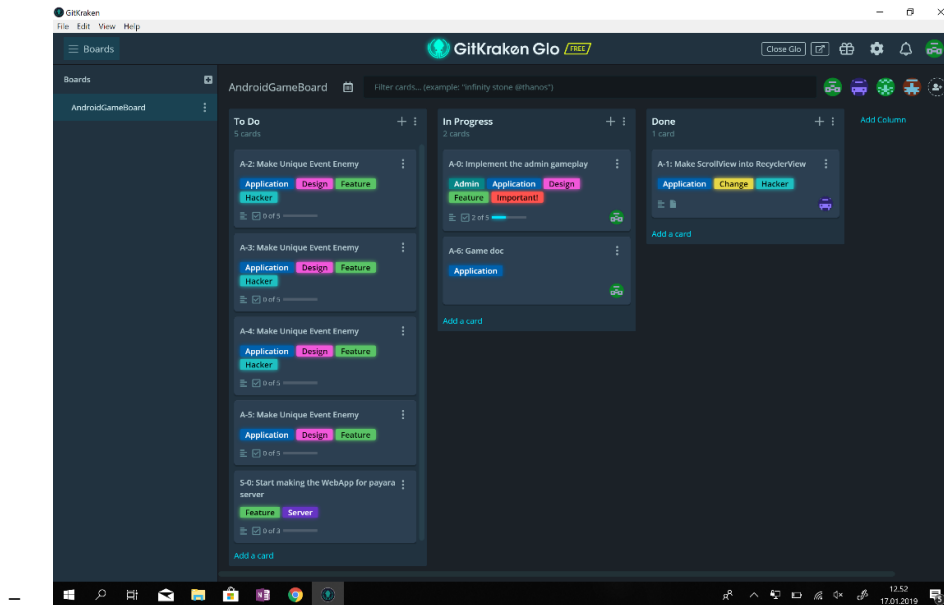 GitKraken
File Edit View Help
Boards
GitKraken Glo FREE
Close Glo
Boards
AndroidGameBoard
AndroidGameBoard
Filter cards... (example: "infinity stone @thanos")
To Do
5 cards
A-2: Make Unique Event Enemy
Application Design Feature
Hacker
0 of 5
A-3: Make Unique Event Enemy
Application Design Feature
Hacker
0 of 5
A-4: Make Unique Event Enemy
Application Design Feature
Hacker
0 of 5
A-5: Make Unique Event Enemy
Application Design Feature
0 of 5
S-0: Start making the WebApp for payara
server
Feature Server
0 of 3
Add a card
In Progress
2 cards
A-0: Implement the admin gameplay
Admin Application Design
Feature Important!
2 of 5
A-6: Game doc
Application
Add a card
Done
1 card
A-1: Make ScrollView into RecyclerView
Application Change Hacker
Add a card
Add Column
12.52
17.01.2019